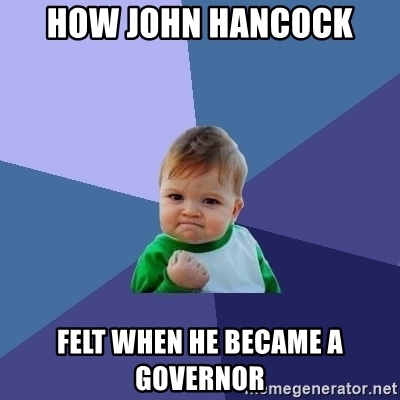 HOW JOHN HANCOCK
FELT WHEN HE BECAME A
GOVERNOR
memegenerator.net